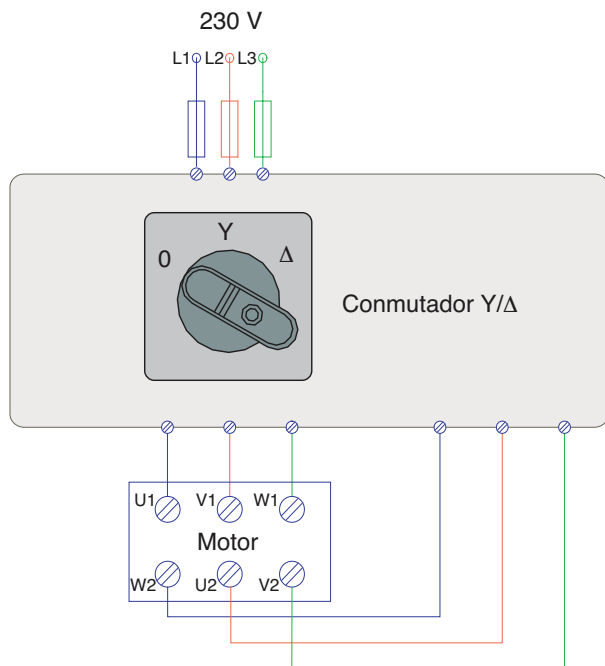 230 V
L1 L2 L3
Y
0 Δ
Conmutador Y/Δ
U1 V1 W1
Motor
W2 U2 V2